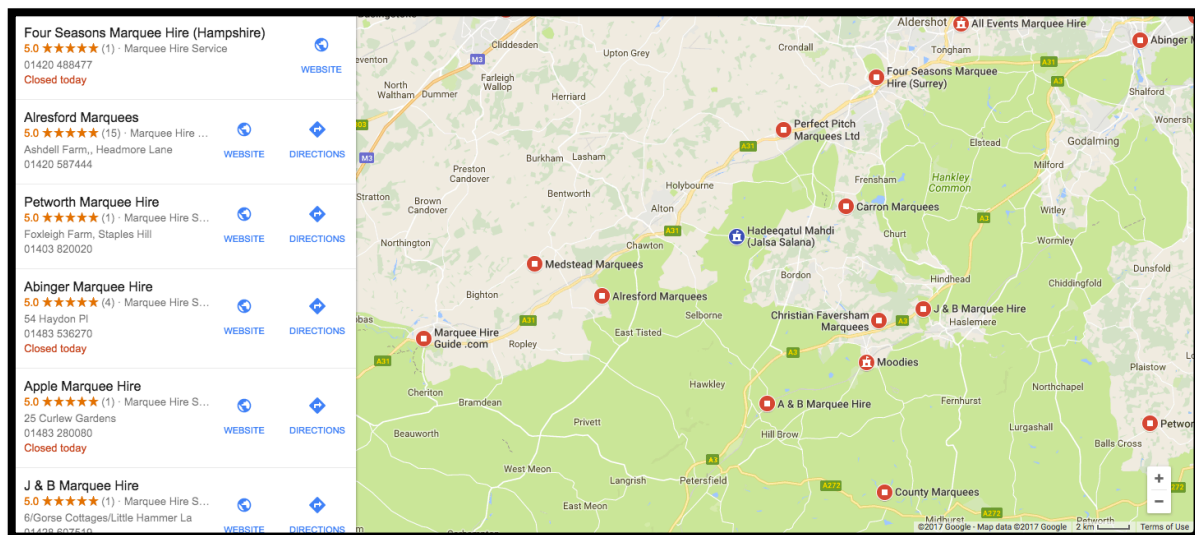 Four Seasons Marquee Hire (Hampshire)
5.0 ★★★★★ (1) · Marquee Hire Service
01420 488477
Closed today
WEBSITE
Alresford Marquees
5.0 ★★★★★ (15) · Marquee Hire ...
Ashdell Farm,, Headmore Lane
01420 587444
WEBSITE
DIRECTIONS
Petworth Marquee Hire
5.0 ★★★★★ (1) · Marquee Hire S...
Foxleigh Farm, Staples Hill
01403 820020
WEBSITE
DIRECTIONS
Abinger Marquee Hire
5.0 ★★★★★ (4) · Marquee Hire S...
54 Haydon Pl
01483 536270
Closed today
WEBSITE
DIRECTIONS
Apple Marquee Hire
5.0 ★★★★★ (1) · Marquee Hire S...
25 Curlew Gardens
01483 280080
Closed today
WEBSITE
DIRECTIONS
J & B Marquee Hire
5.0 ★★★★★ (1) · Marquee Hire S...
6/Gorse Cottages/Little Hammer La
01428 607519
WEBSITE
DIRECTIONS
Aldershot
All Events Marquee Hire
Cliddesden
Upton Grey
Crondall
Tongham
Abinger
M3
A31
A3
Farleigh
Wallop
Four Seasons Marquee
Hire (Surrey)
North
Waltham
Dummer
Herriard
Shalford
Perfect Pitch
Marquees Ltd
Wonersh
Godalming
Elstead
A31
M3
Burkham
Lasham
Milford
Preston
Candover
Frensham
Hankley
Common
Holybourne
Bentworth
Stratton
Brown
Candover
Alton
Carron Marquees
Witley
A3
Hadeeqatul Mahdi
(Jalsa Salana)
Churt
A31
Chawton
Northington
Wormley
Medstead Marquees
Dunsfold
Bordon
Hindhead
Chiddingfold
Bighton
Alresford Marquees
J & B Marquee Hire
Selborne
Christian Faversham
Marquees
A3
Haslemere
A31
Marquee Hire
Guide .com
Ropley
East Tisted
A3
A31
Moodies
Plaistow
Cheriton
Hawkley
Northchapel
Bramdean
A & B Marquee Hire
Fernhurst
Privett
Lurgashall
Beauworth
Hill Brow
Balls Cross
A3
West Meon
Langrish
Petersfield
A272
County Marquees
East Meon
A272
Midhurst
Petworth
©2017 Google - Map data ©2017 Google
2 km
Terms of Use